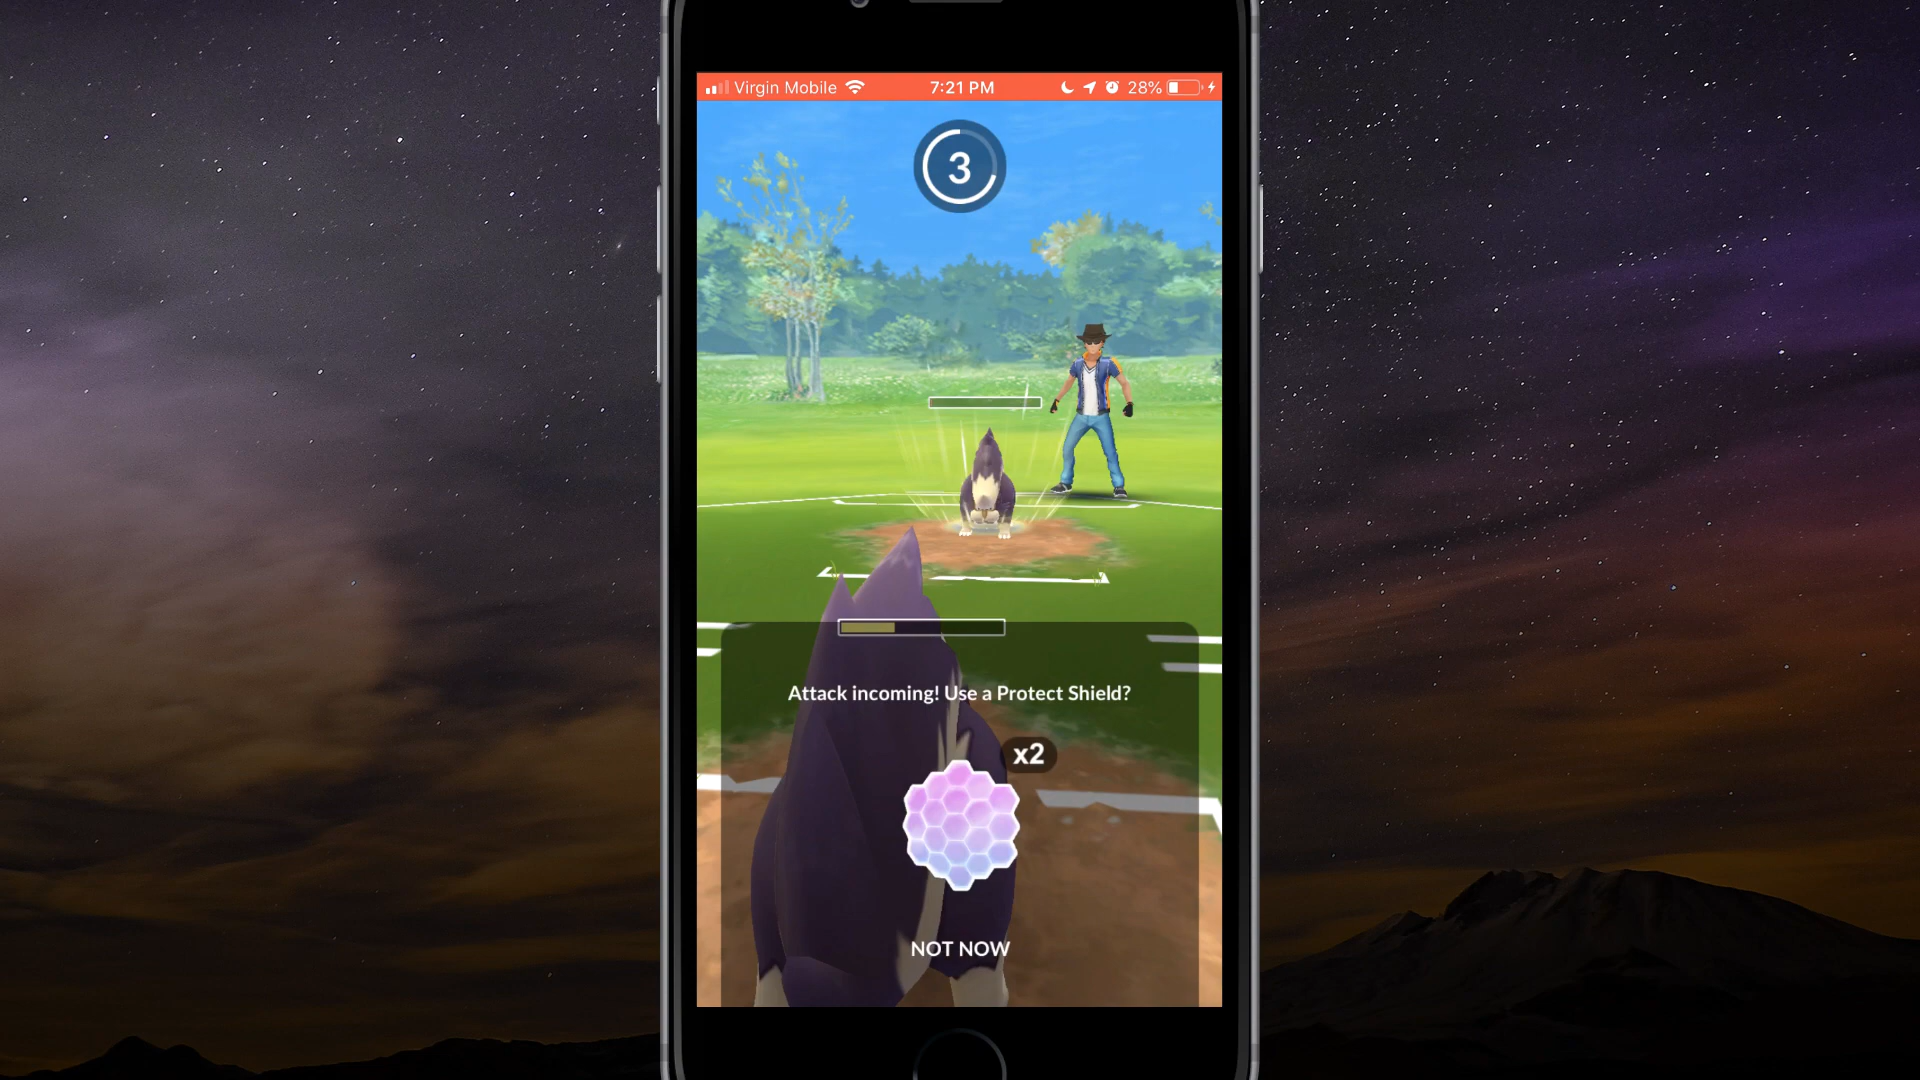 Virgin Mobile 7:21 PM 28%
3
Attack incoming! Use a Protect Shield?
x2
NOT NOW